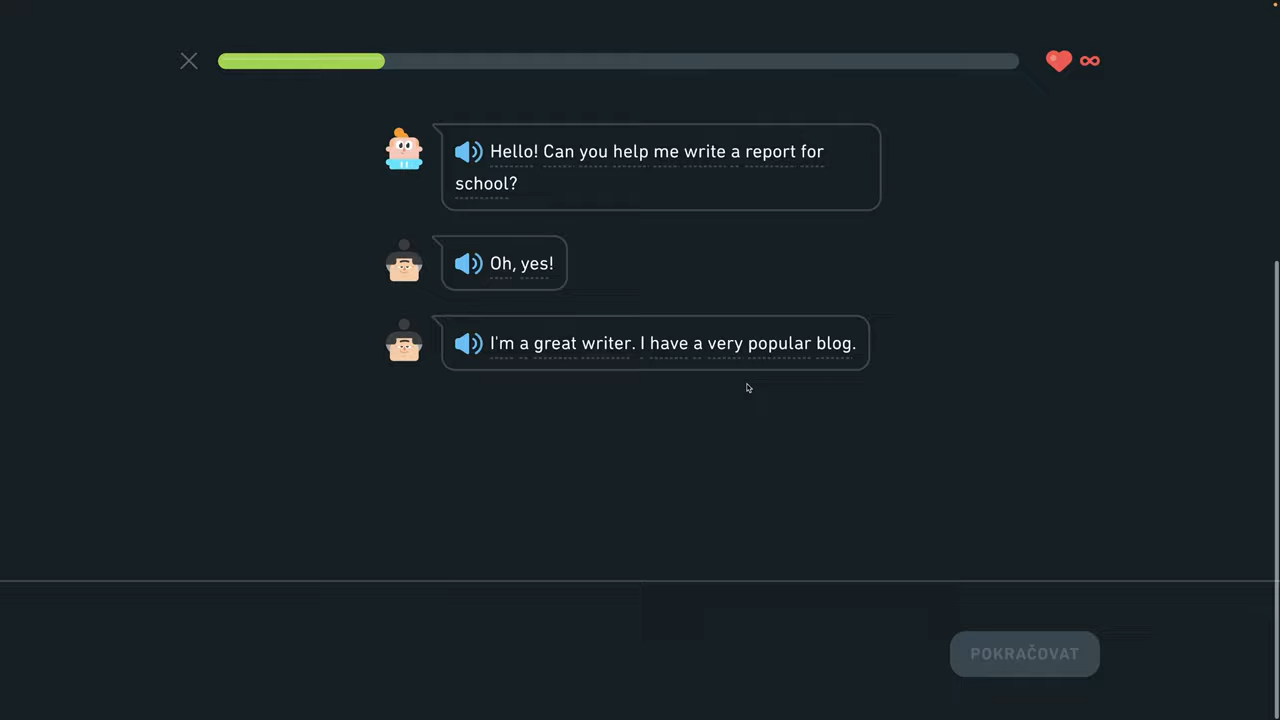 Hello! Can you help me write a report for
school?
Oh, yes!
I'm a great writer. I have a very popular blog.
POKRAČOVAT